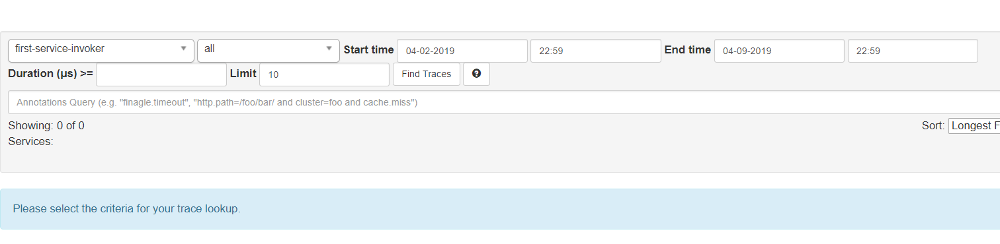 first-service-invoker all Start time 04-02-2019 22:59 End time 04-09-2019 22:59
Duration (µs) >= Limit 10 Find Traces ?
Annotations Query (e.g. "finagle.timeout", "http.path=/foo/bar/ and cluster=foo and cache.miss")
Showing: 0 of 0 Sort: Longest F
Services:
Please select the criteria for your trace lookup.